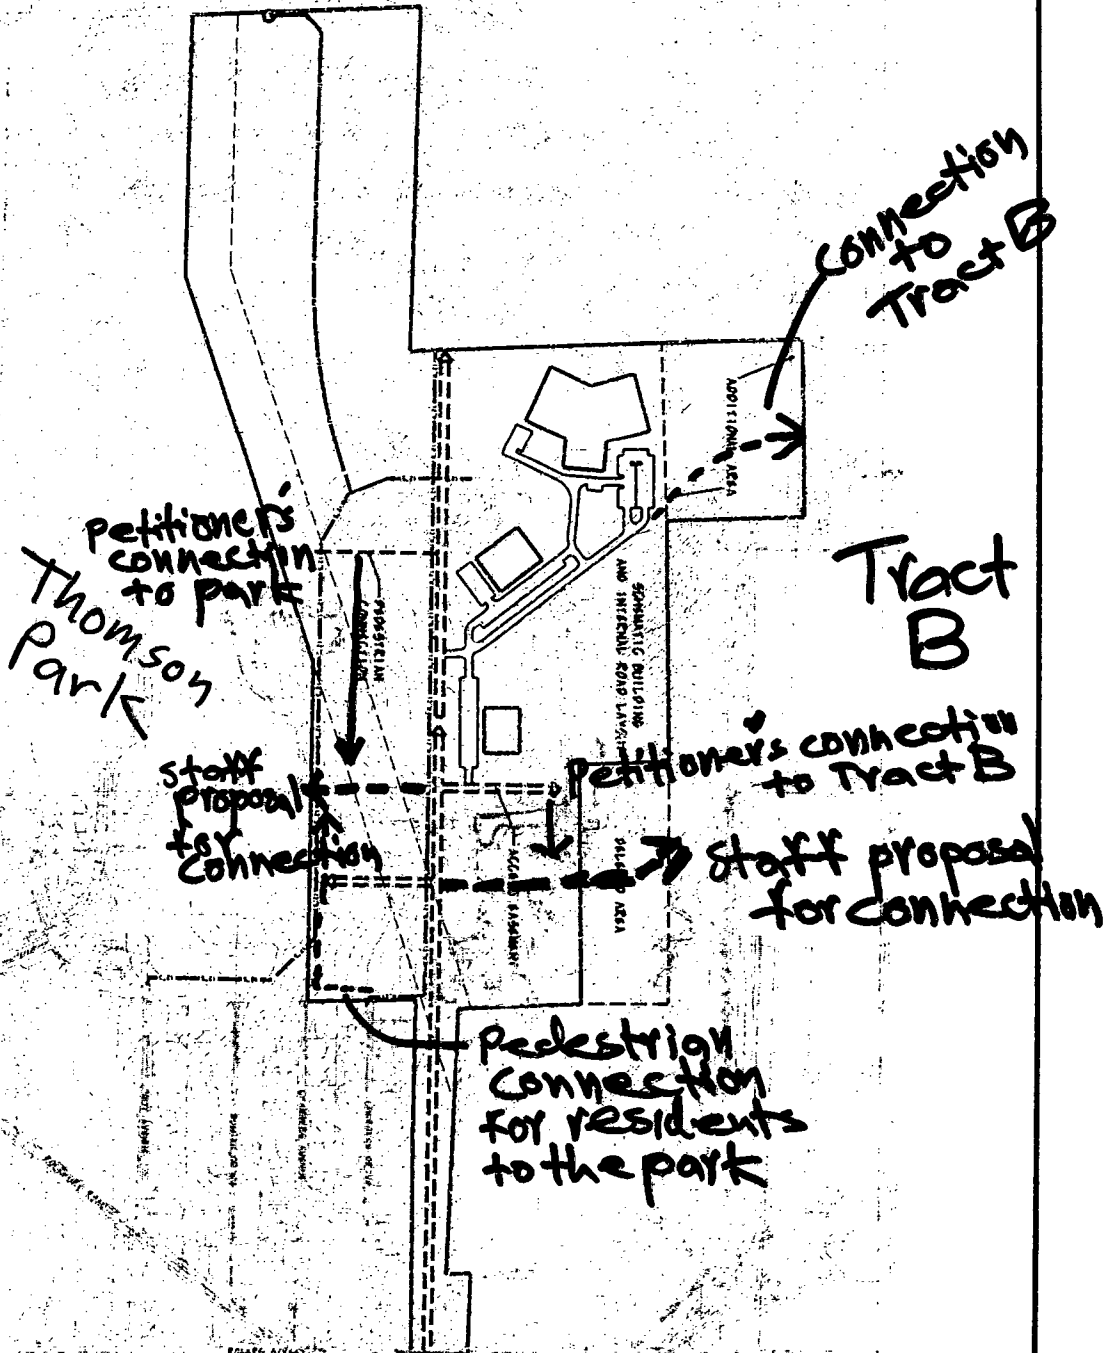 connection
to
Tract B
ADDITIONAL AREA
petitioner's
connection
to park
Thomson
Park
PEDESTRIAN
CONNECTION
Tract
B
SCHEMATIC BUILDING
AND INTERNAL ROAD LAYOUT
petitioner's connection
to Tract B
staff
proposal
for
connection
staff proposal
for connection
ACCESS EASEMENT
AREA
Pedestrian
connection
for residents
to the park